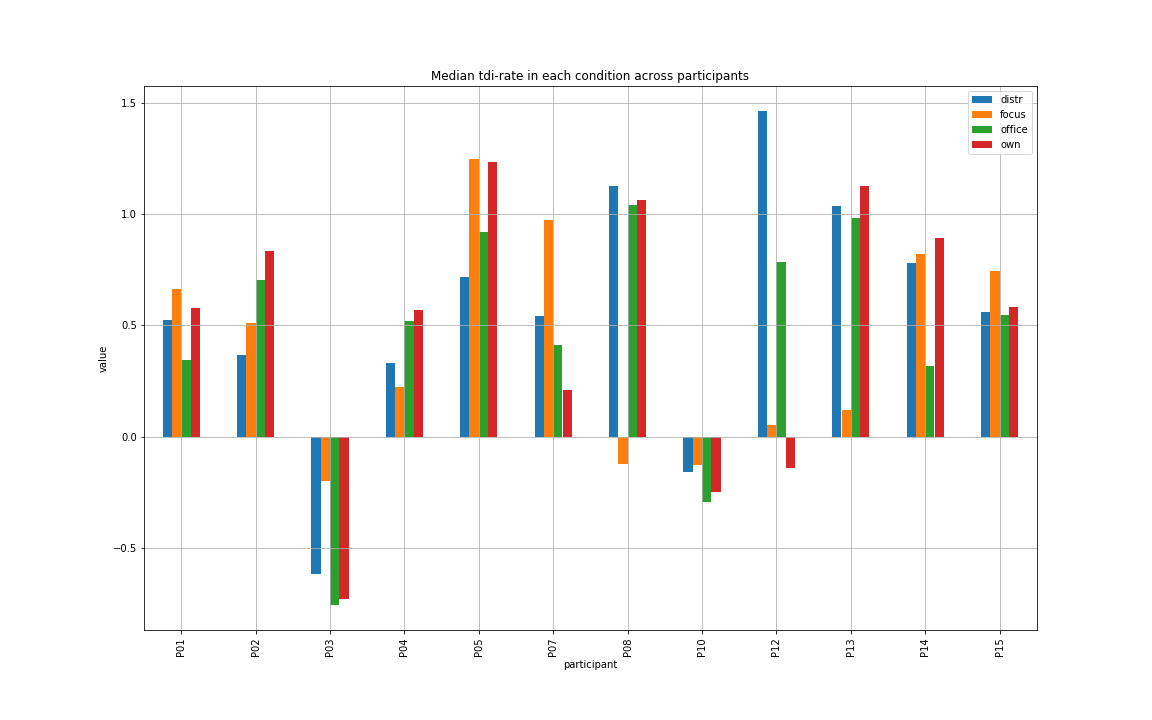 Median tdi-rate in each condition across participants
distr
focus
office
own
1.5
1.0
0.5
0.0
−0.5
value
P01 P02 P03 P04 P05 P07 P08 P10 P12 P13 P14 P15
participant